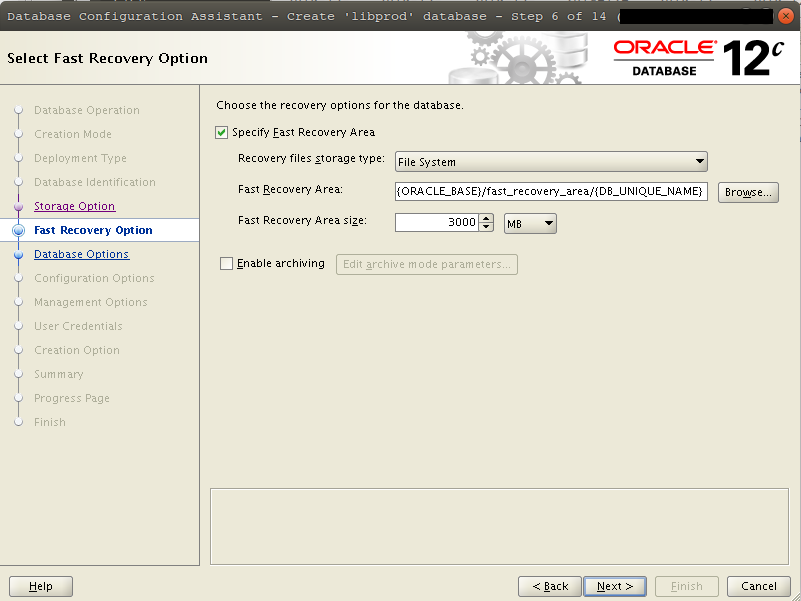 Database Configuration Assistant - Create 'libprod' database - Step 6 of 14 (
Select Fast Recovery Option
ORACLE®
DATABASE
12c
Database Operation
Creation Mode
Deployment Type
Database Identification
Storage Option
Fast Recovery Option
Database Options
Configuration Options
Management Options
User Credentials
Creation Option
Summary
Progress Page
Finish
Choose the recovery options for the database.
Specify Fast Recovery Area
Recovery files storage type: File System
Fast Recovery Area: {ORACLE_BASE}/fast_recovery_area/{DB_UNIQUE_NAME} Browse...
Fast Recovery Area size: 3000 MB
Enable archiving Edit archive mode parameters...
Help < Back Next > Finish Cancel